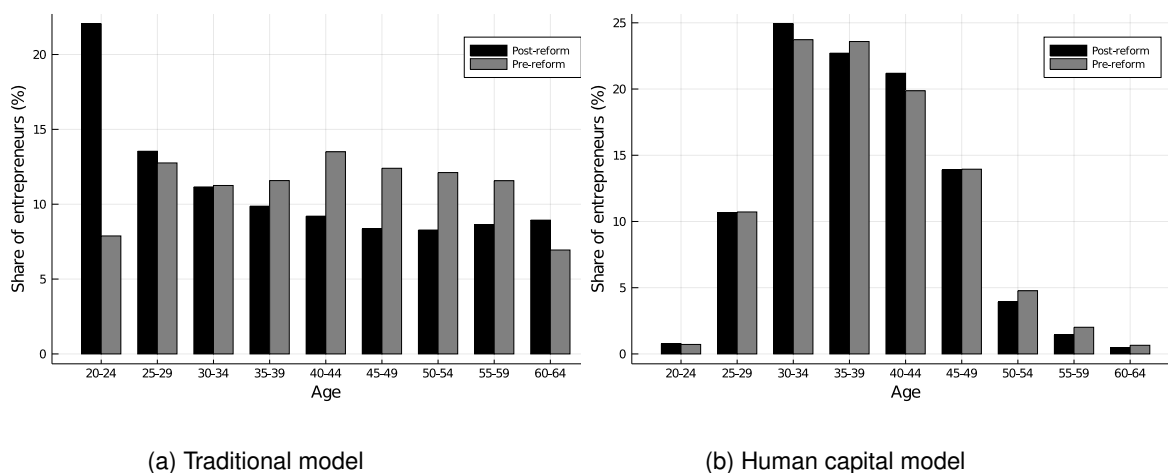 Share of entrepreneurs (%)
20
15
10
5
0
Post-reform
Pre-reform
20-24 25-29 30-34 35-39 40-44 45-49 50-54 55-59 60-64
Age
(a) Traditional model
Share of entrepreneurs (%)
25
20
15
10
5
0
Post-reform
Pre-reform
20-24 25-29 30-34 35-39 40-44 45-49 50-54 55-59 60-64
Age
(b) Human capital model